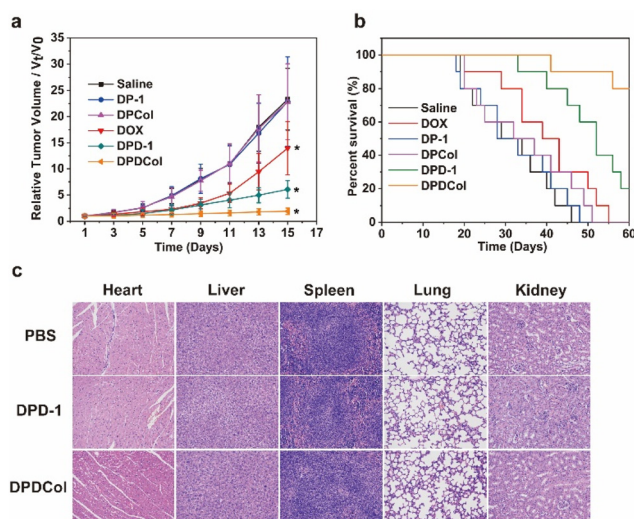 a
35
30
25
20
15
10
5
0
Relative Tumor Volume / Vt/V0
Saline
DP-1
DPCol
DOX
DPD-1
DPDCol
*
*
*
1 3 5 7 9 11 13 15 17
Time (Days)
b
100
80
60
40
20
0
Percent survival (%)
Saline
DOX
DP-1
DPCol
DPD-1
DPDCol
0 10 20 30 40 50 60
Time (Days)
c
Heart Liver Spleen Lung Kidney
PBS
DPD-1
DPDCol